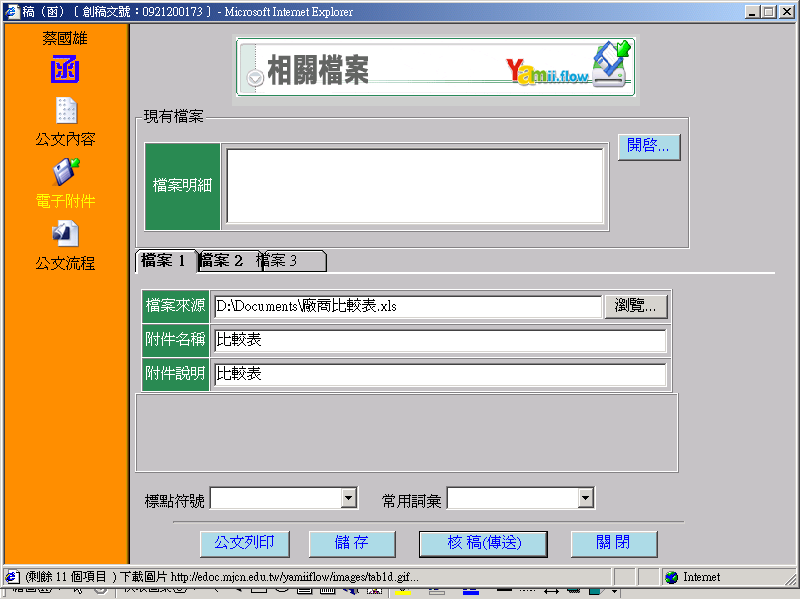 稿（函）〔 創稿文號：0921200173 〕 - Microsoft Internet Explorer
蔡國雄
函
公文內容
電子附件
公文流程
相關檔案
Yamii.flow
現有檔案
檔案明細
開啓...
檔案 1
檔案 2
檔案 3
檔案來源
D:\Documents\廠商比較表.xls
瀏覽...
附件名稱
比較表
附件說明
比較表
標點符號
常用詞彙
公文列印
儲 存
核 稿(傳送)
關 閉
(剩餘 11 個項目 ) 下載圖片 http://edoc.mjcn.edu.tw/yamiiflow/images/tab1d.gif...
Internet